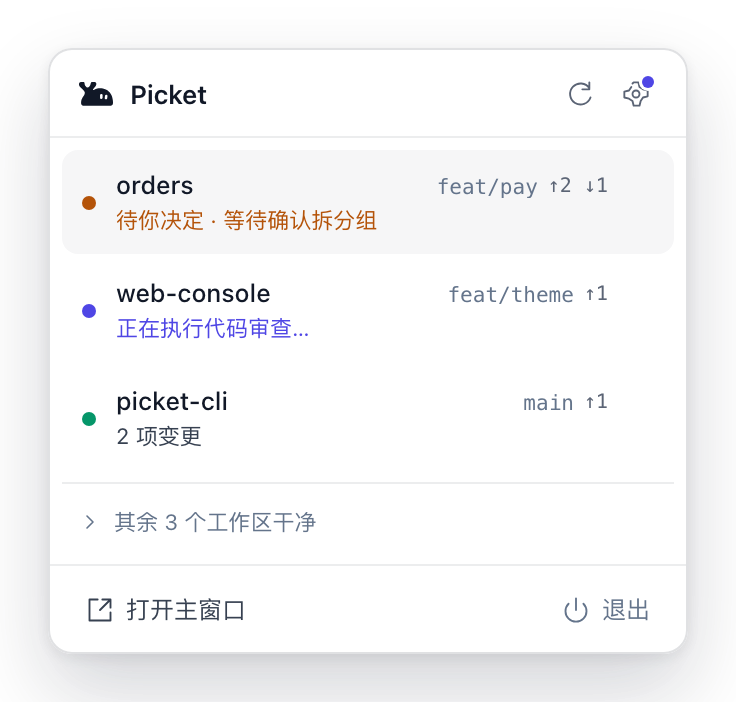 Picket
orders feat/pay ↑2 ↓1
待你决定 · 等待确认拆分组
web-console feat/theme ↑1
正在执行代码审查…
picket-cli main ↑1
2 项变更
其余 3 个工作区干净
打开主窗口 退出